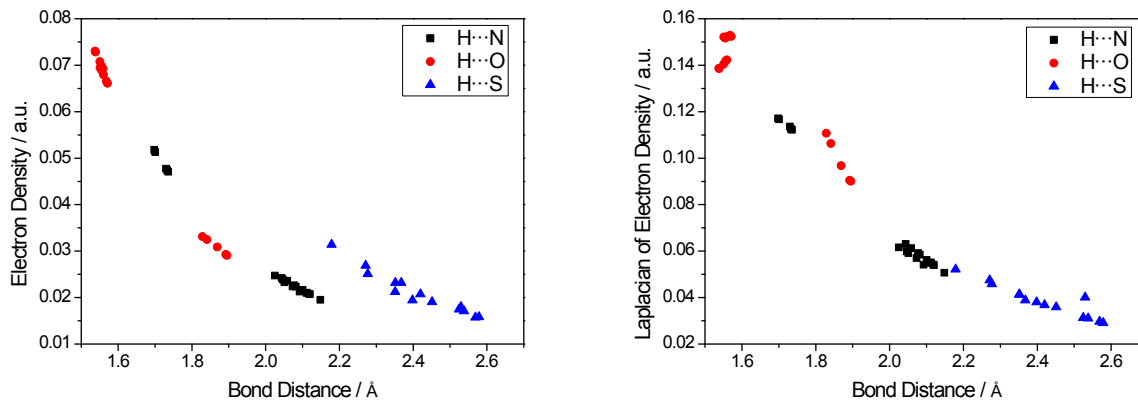 0.08
0.07
0.06
0.05
0.04
0.03
0.02
0.01
Electron Density / a.u.
1.6 1.8 2.0 2.2 2.4 2.6
Bond Distance / Å
H···N
H···O
H···S
0.16
0.14
0.12
0.10
0.08
0.06
0.04
0.02
Laplacian of Electron Density / a.u.
1.6 1.8 2.0 2.2 2.4 2.6
Bond Distance / Å
H···N
H···O
H···S